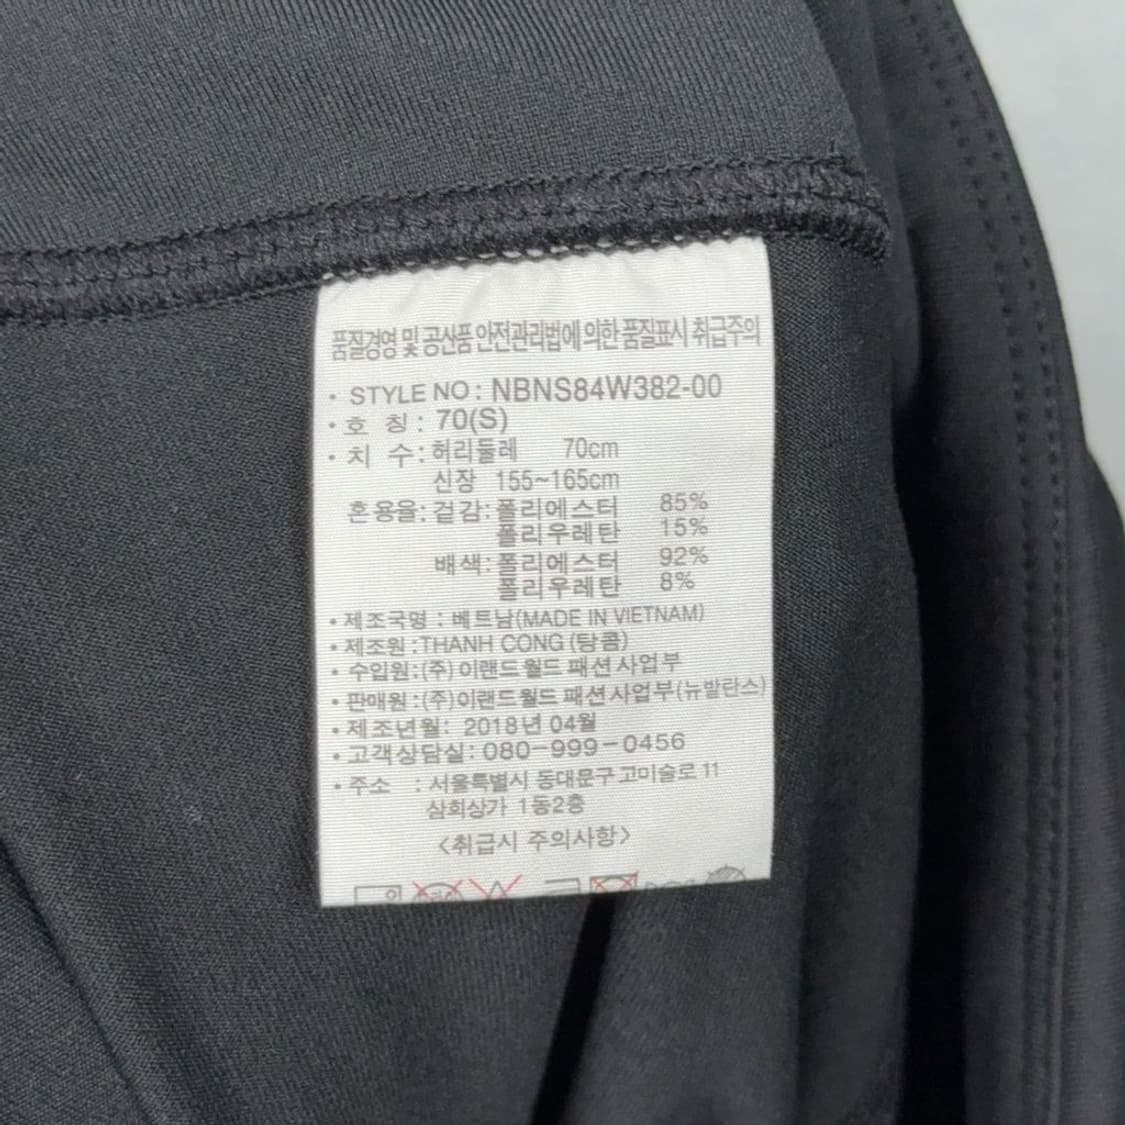 품질경영 및 공산품 안전관리법에 의한 품질표시 취급주의
· STYLE NO : NBNS84W382-00
· 호 칭 : 70(S)
· 치 수 : 허리둘레 70cm
신장 155~165cm
혼용율: 겉감: 폴리에스터 85%
폴리우레탄 15%
배색: 폴리에스터 92%
폴리우레탄 8%
· 제조국명 : 베트남(MADE IN VIETNAM)
· 제조원 : THANH CONG (탕콤)
· 수입원 : (주) 이랜드월드 패션사업부
· 판매원 : (주)이랜드월드 패션사업부(뉴발란스)
· 제조년월: 2018년 04월
· 고객상담실: 080-999-0456
· 주소 : 서울특별시 동대문구 고미술로 11
삼희상가 1동2층
<취급시 주의사항>